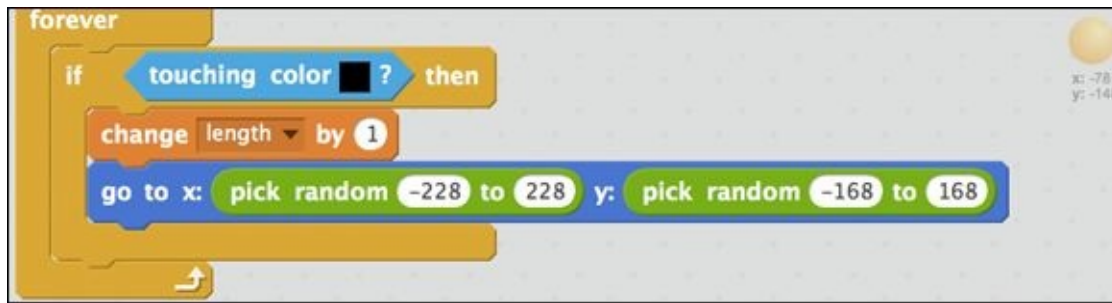 forever
if touching color ? then
x: -78
change length by 1
go to x: pick random -228 to 228 y: pick random -168 to 168